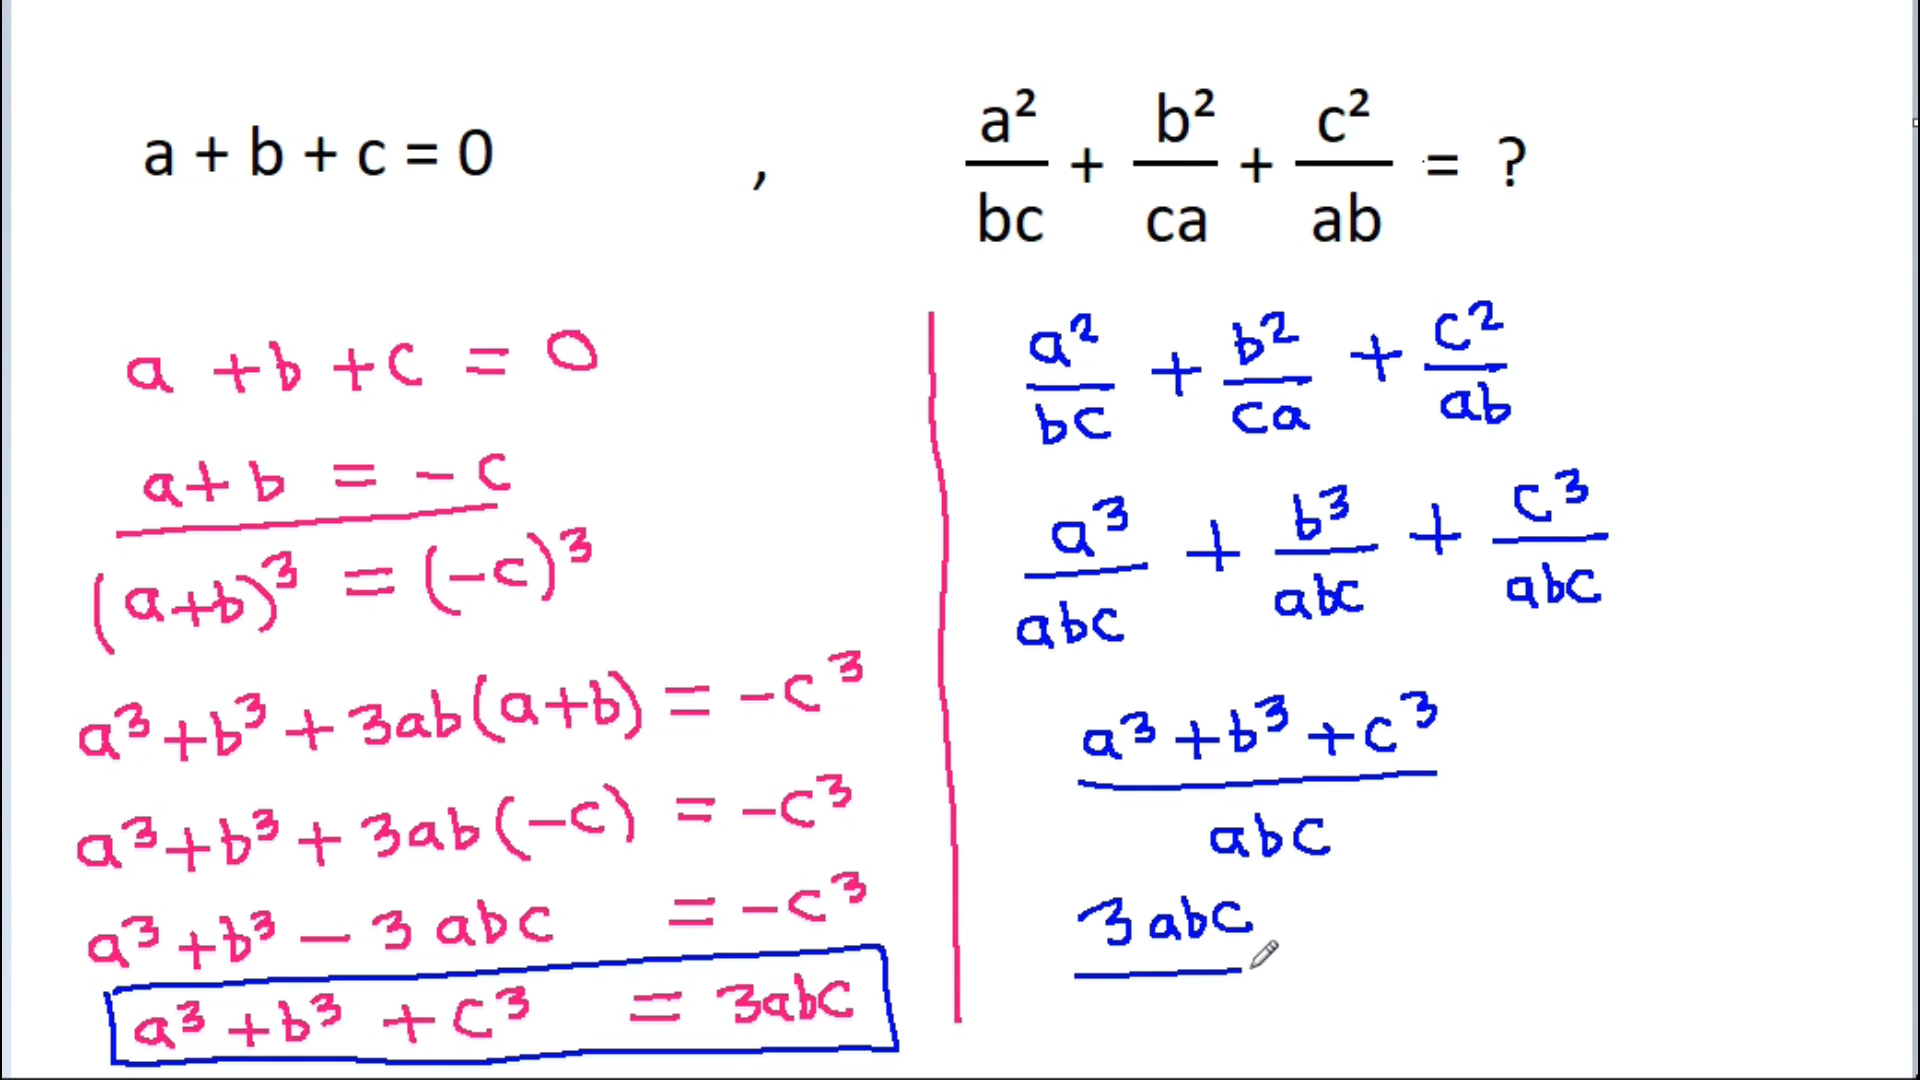 a + b + c = 0 , a²/bc + b²/ca + c²/ab = ?
a + b + c = 0
a + b = - c
(a+b)³ = (-c)³
a³ + b³ + 3ab(a+b) = -c³
a³ + b³ + 3ab(-c) = -c³
a³ + b³ - 3abc = -c³
a³ + b³ + c³ = 3abc
a²/bc + b²/ca + c²/ab
a³/abc + b³/abc + c³/abc
a³ + b³ + c³
abc
3abc